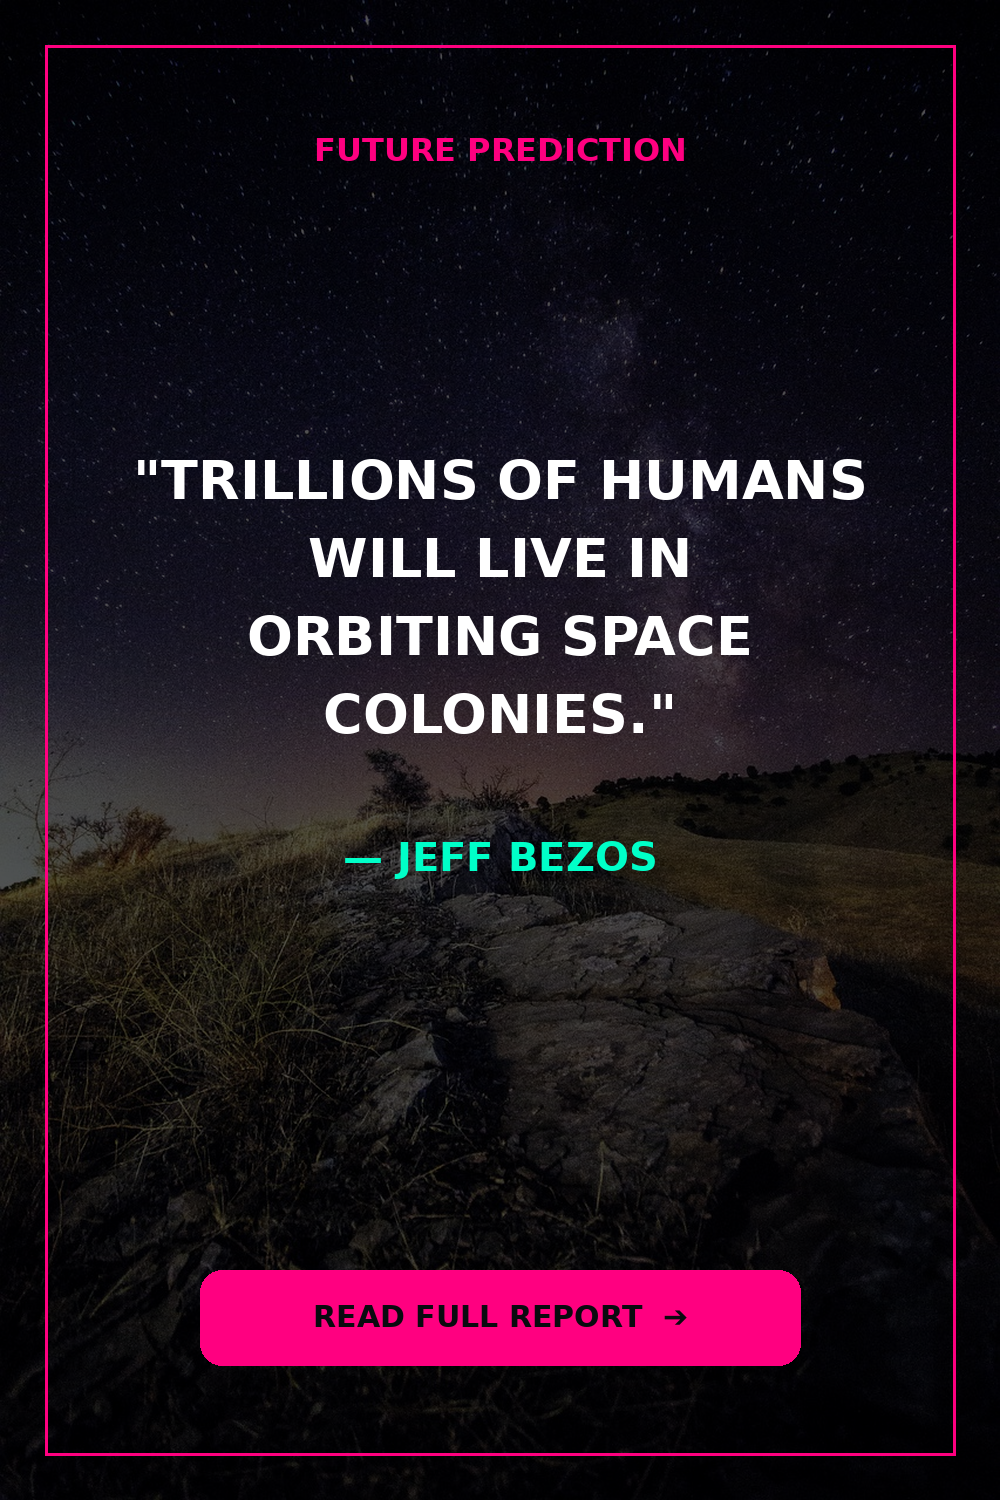 FUTURE PREDICTION
"TRILLIONS OF HUMANS
WILL LIVE IN
ORBITING SPACE
COLONIES."
— JEFF BEZOS
READ FULL REPORT ➔